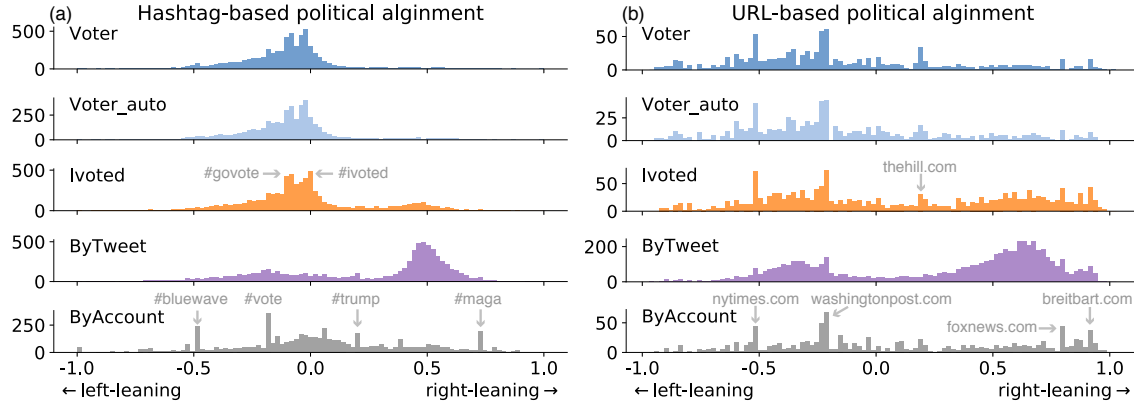 (a) Hashtag-based political alginment
Voter
500
0
Voter_auto
250
0
Ivoted
500
0
#govote → ← #ivoted
ByTweet
500
0
ByAccount
250
0
#bluewave
#vote
#trump
#maga
-1.0 -0.5 0.0 0.5 1.0
← left-leaning right-leaning →
(b) URL-based political alginment
Voter
50
0
Voter_auto
25
0
Ivoted
50
0
thehill.com
ByTweet
200
0
ByAccount
50
0
nytimes.com
washingtonpost.com
breitbart.com
foxnews.com →
-1.0 -0.5 0.0 0.5 1.0
← left-leaning right-leaning →